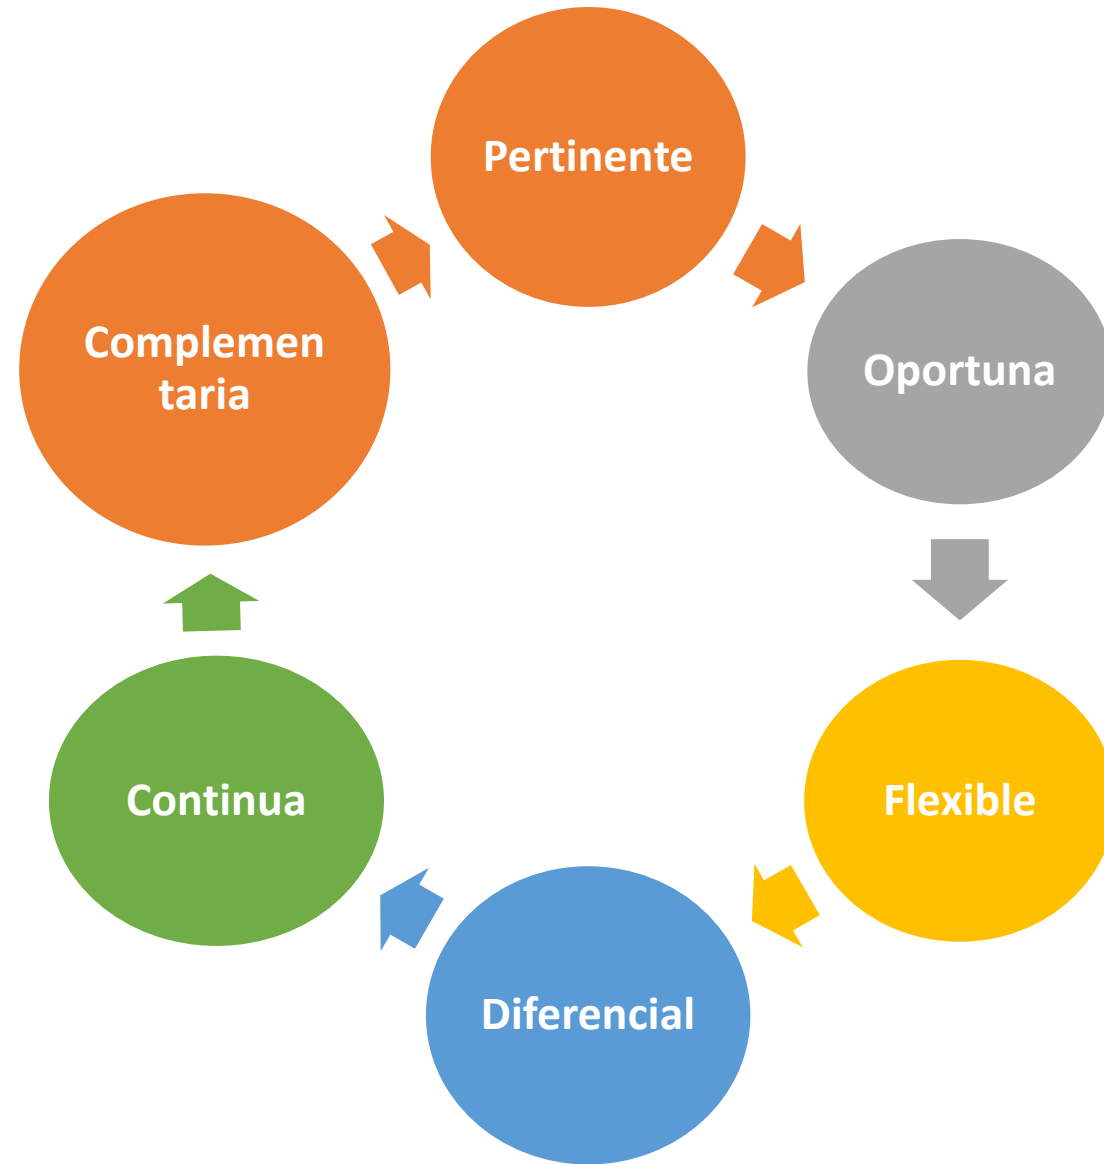 Pertinente
Oportuna
Flexible
Diferencial
Continua
Complemen
taria